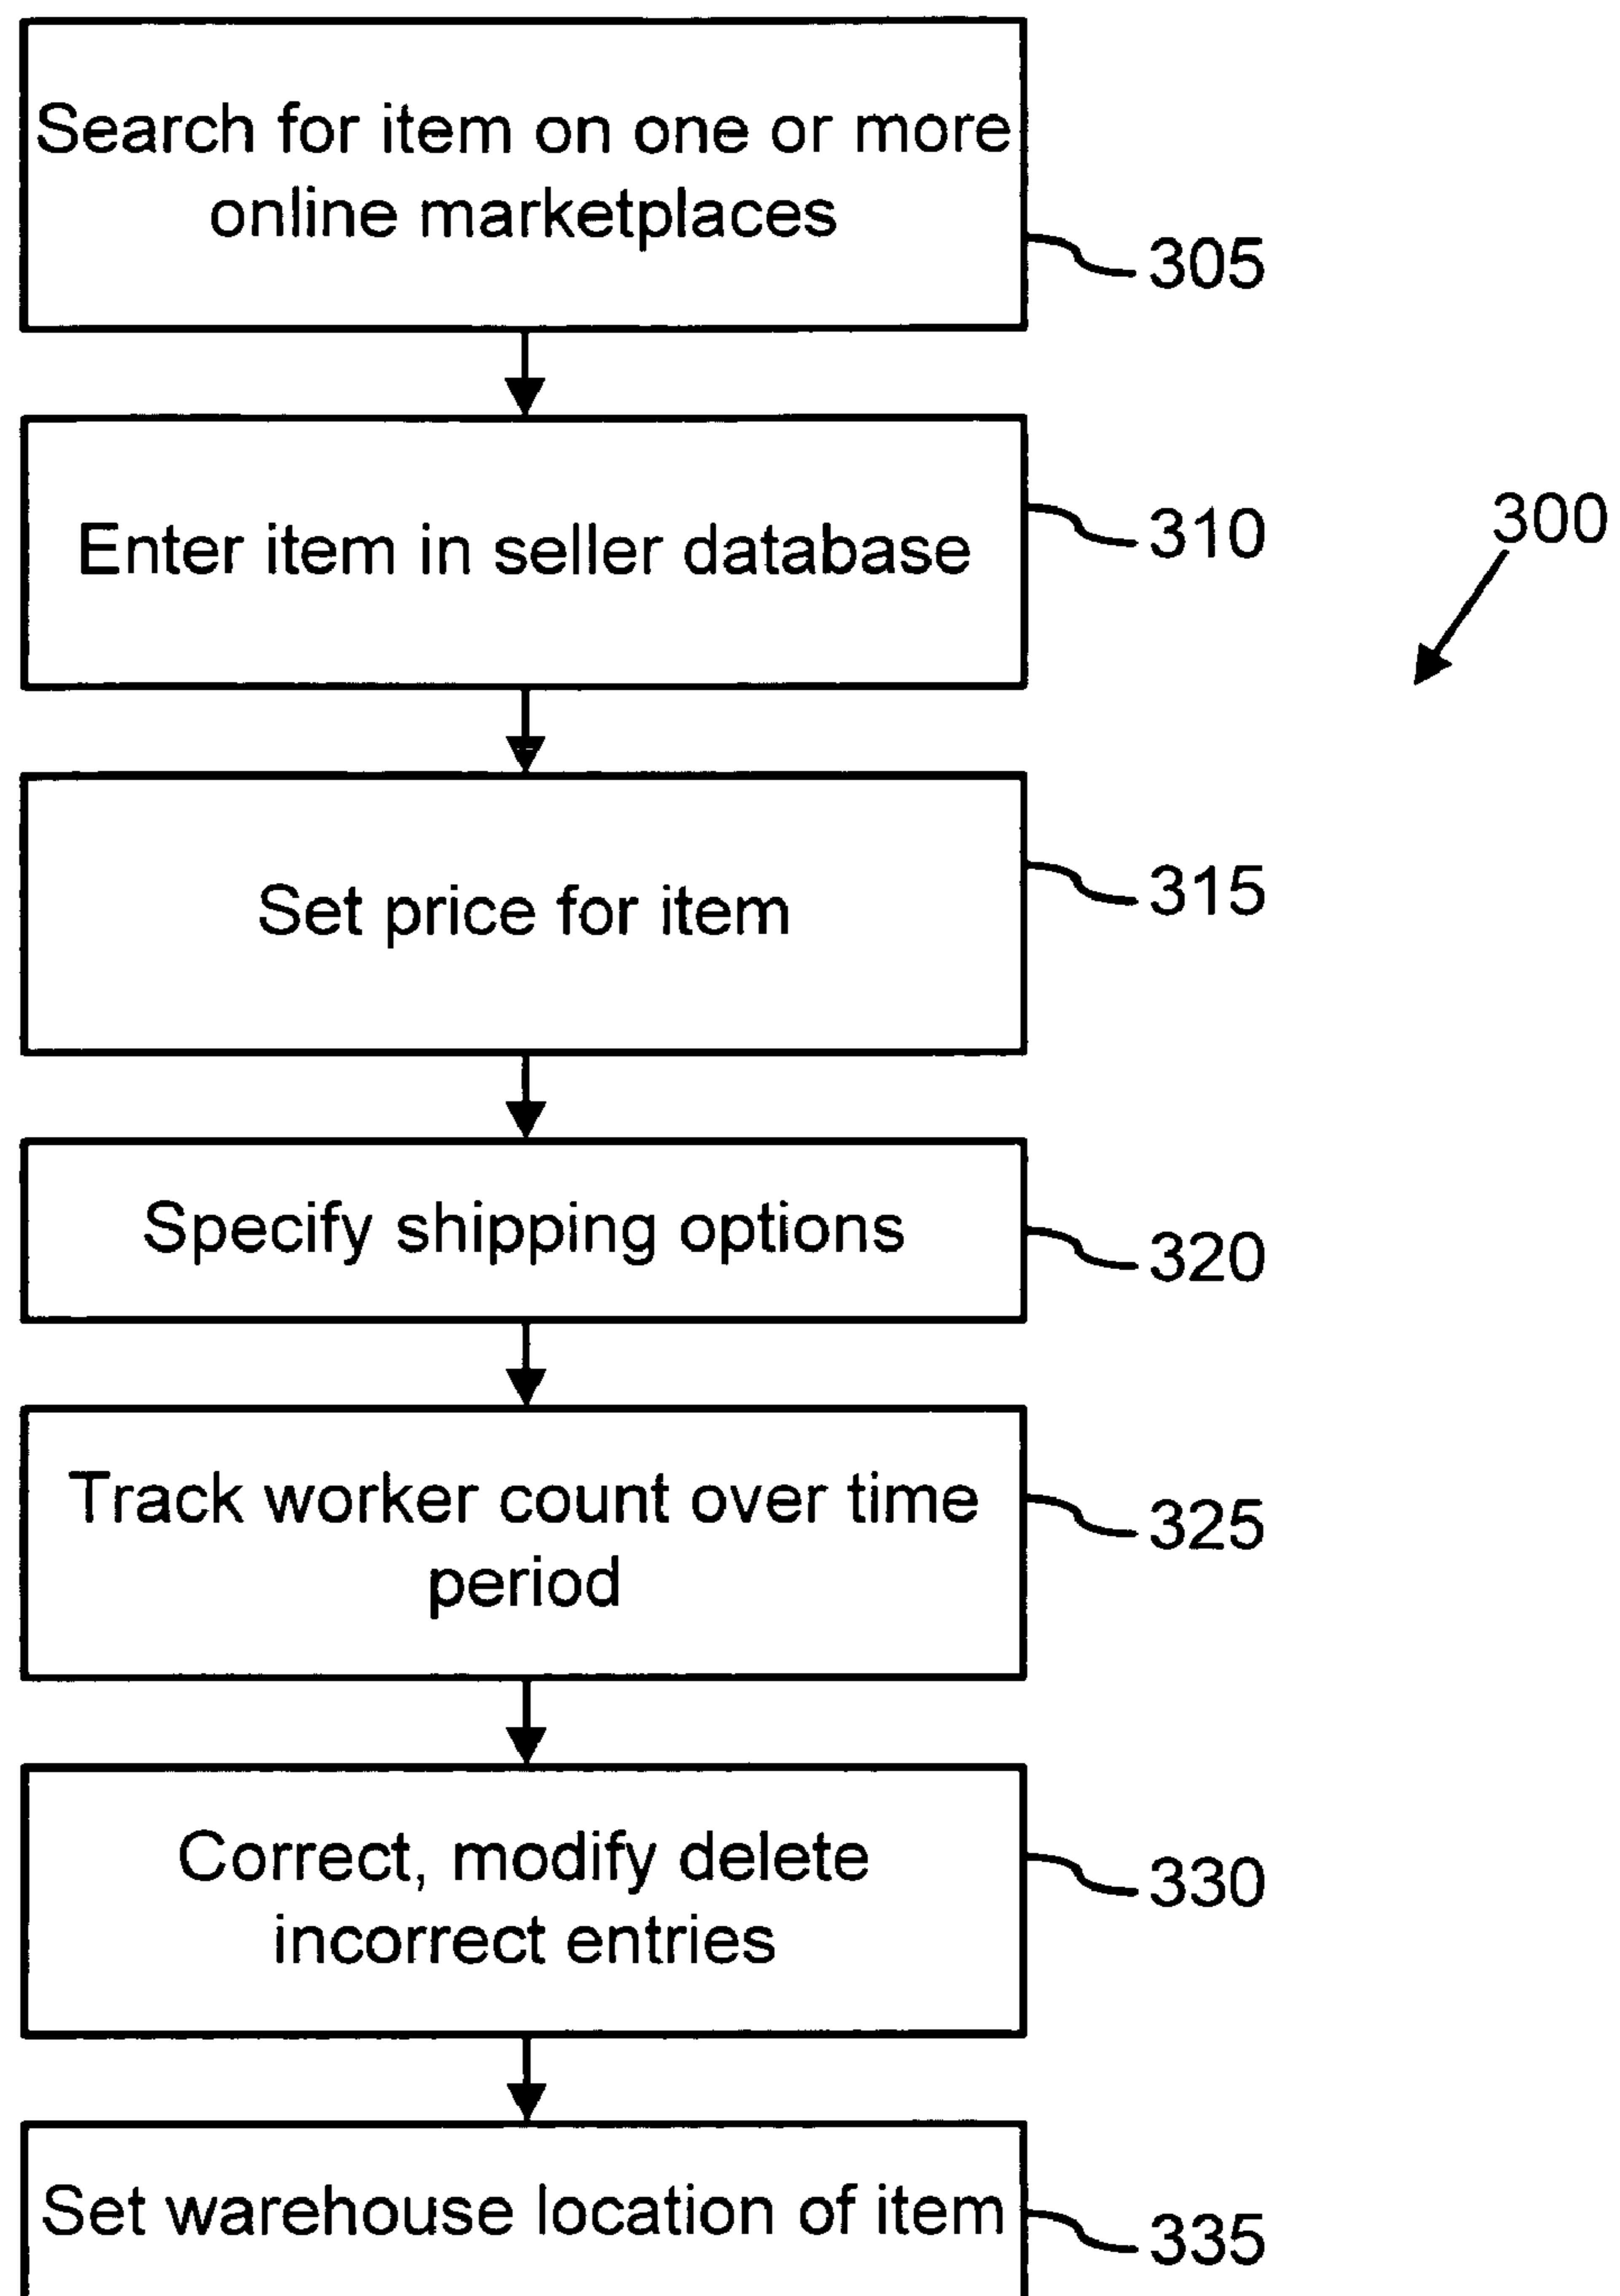 Search for item on one or more
online marketplaces
305
Enter item in seller database
310
300
Set price for item
315
Specify shipping options
320
Track worker count over time
period
325
Correct, modify delete
incorrect entries
330
Set warehouse location of item
335